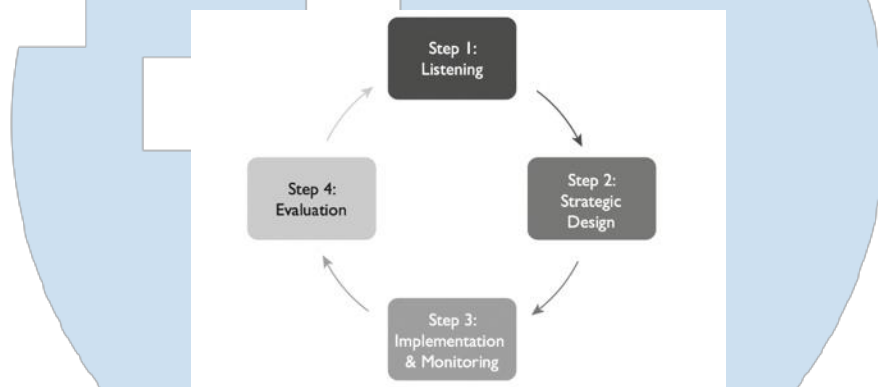 Step 1:
Listening
Step 2:
Strategic
Design
Step 3:
Implementation
& Monitoring
Step 4:
Evaluation